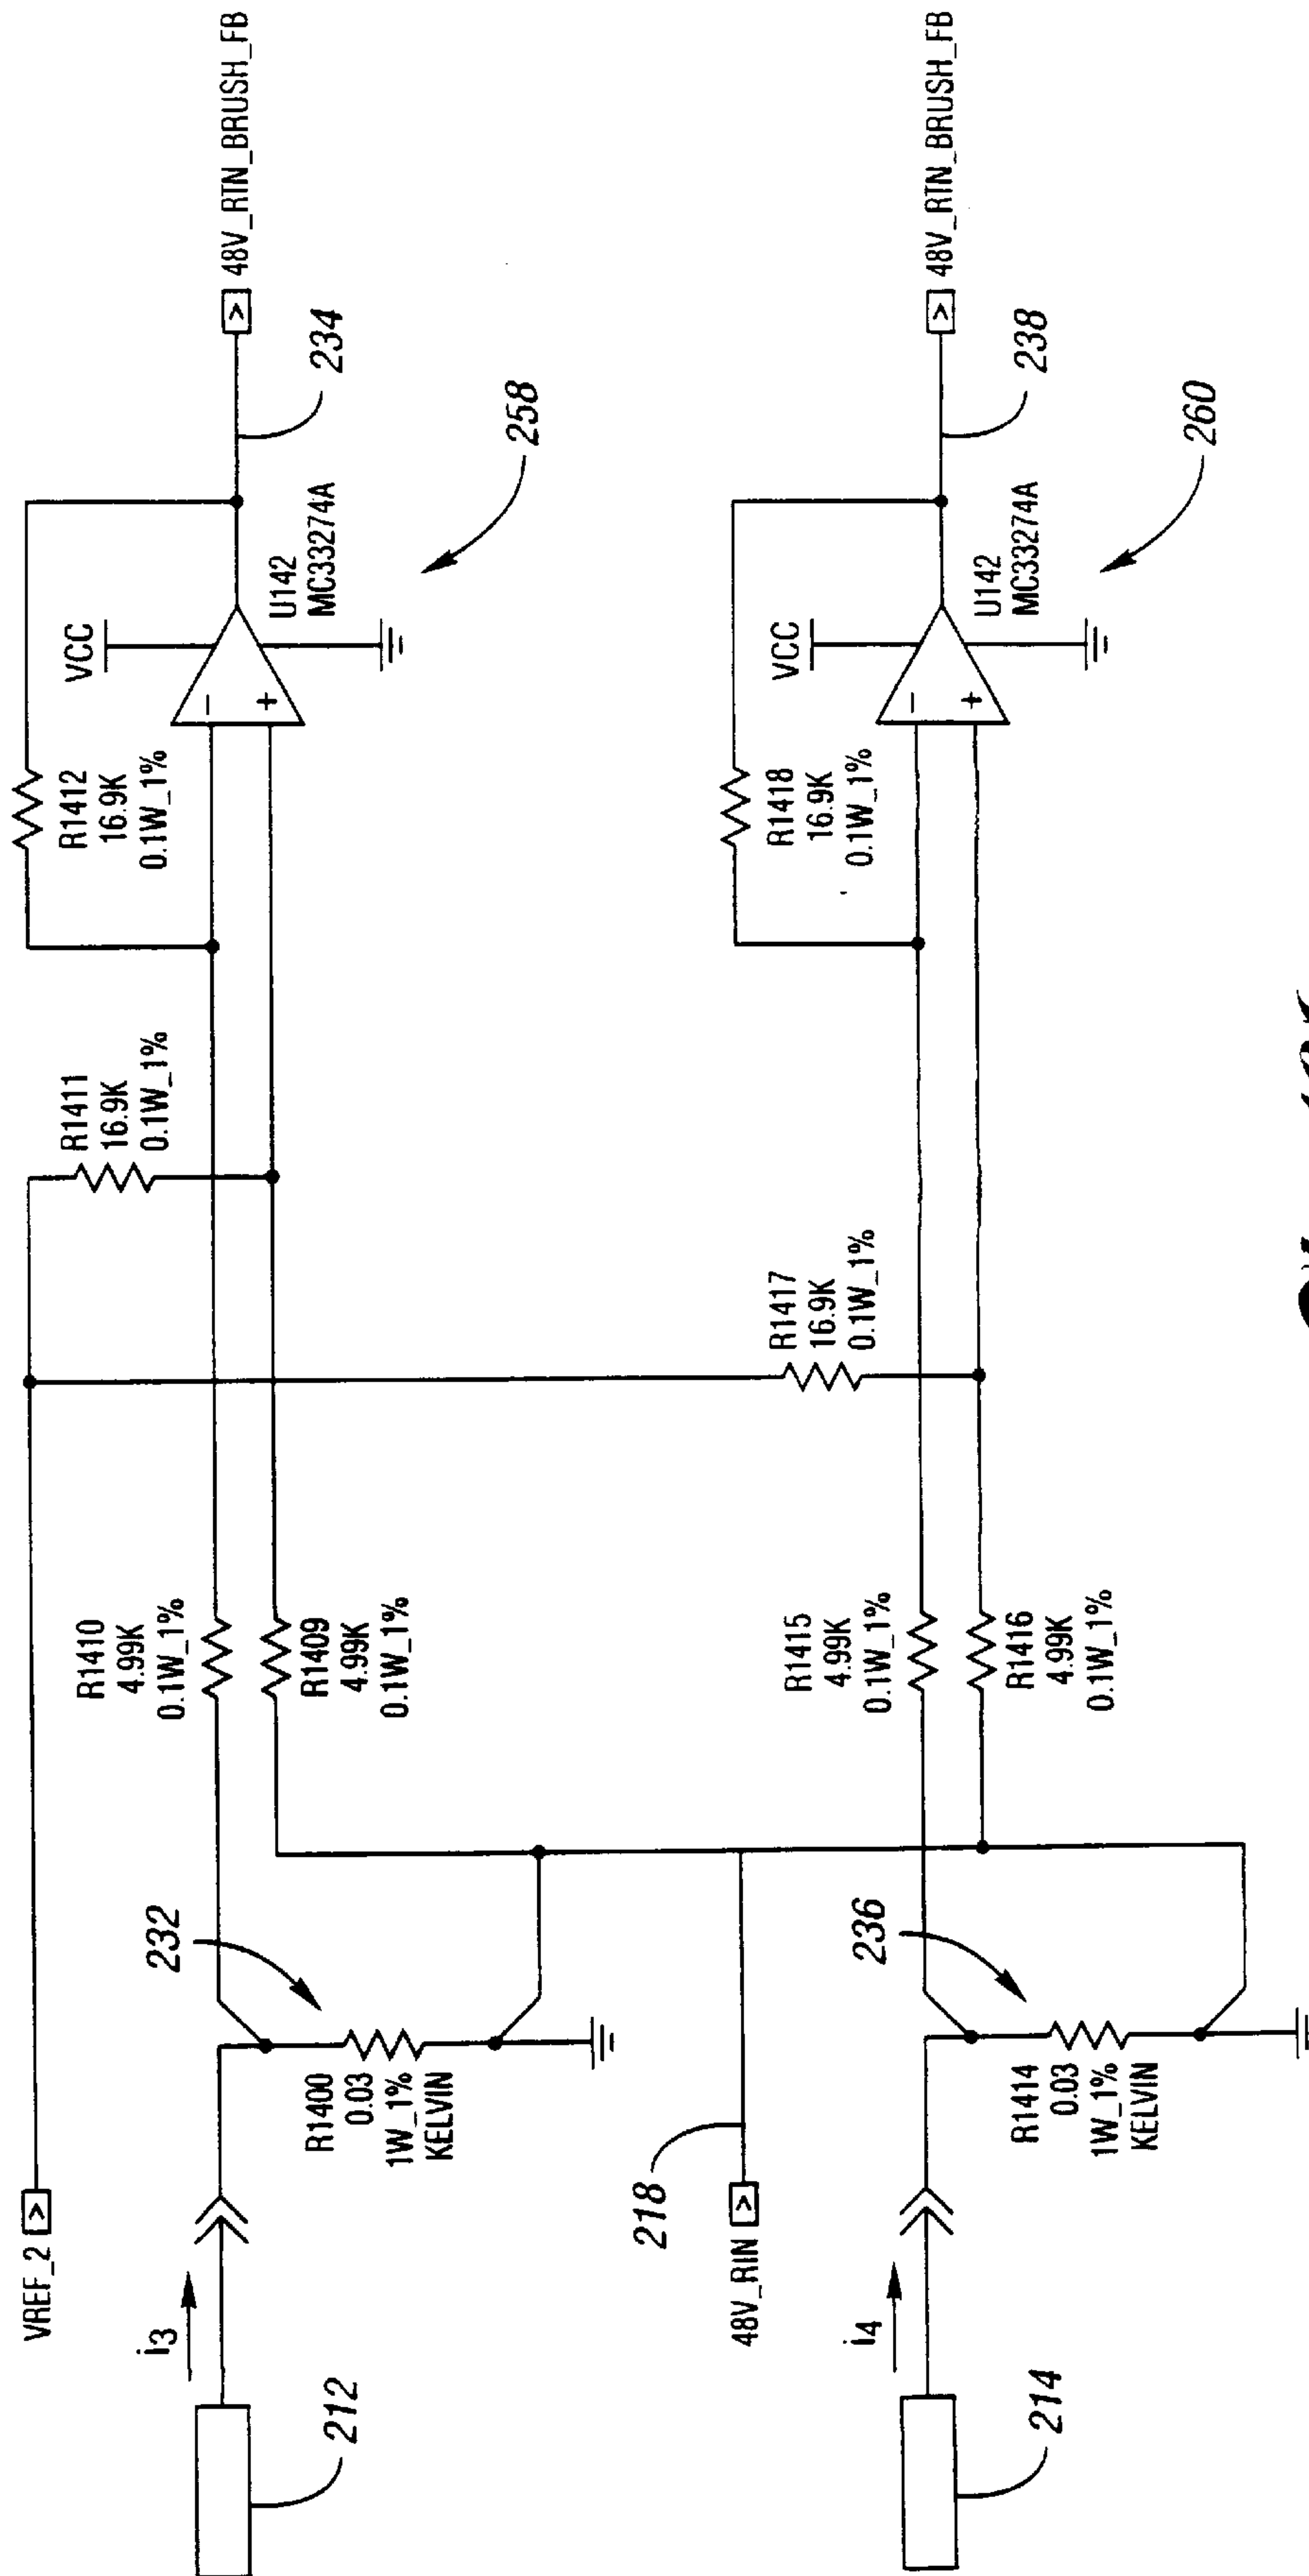 VREF_2
i3
212
R1400
0.03
1W_1%
KELVIN
232
R1410
4.99K
0.1W_1%
R1409
4.99K
0.1W_1%
R1411
16.9K
0.1W_1%
R1412
16.9K
0.1W_1%
VCC
-
+
U142
MC33274A
258
234
48V_RTN_BRUSH_FB
218
48V_RIN
i4
214
R1414
0.03
1W_1%
KELVIN
236
R1415
4.99K
0.1W_1%
R1416
4.99K
0.1W_1%
R1417
16.9K
0.1W_1%
R1418
16.9K
0.1W_1%
VCC
-
+
U142
MC33274A
260
238
48V_RTN_BRUSH_FB